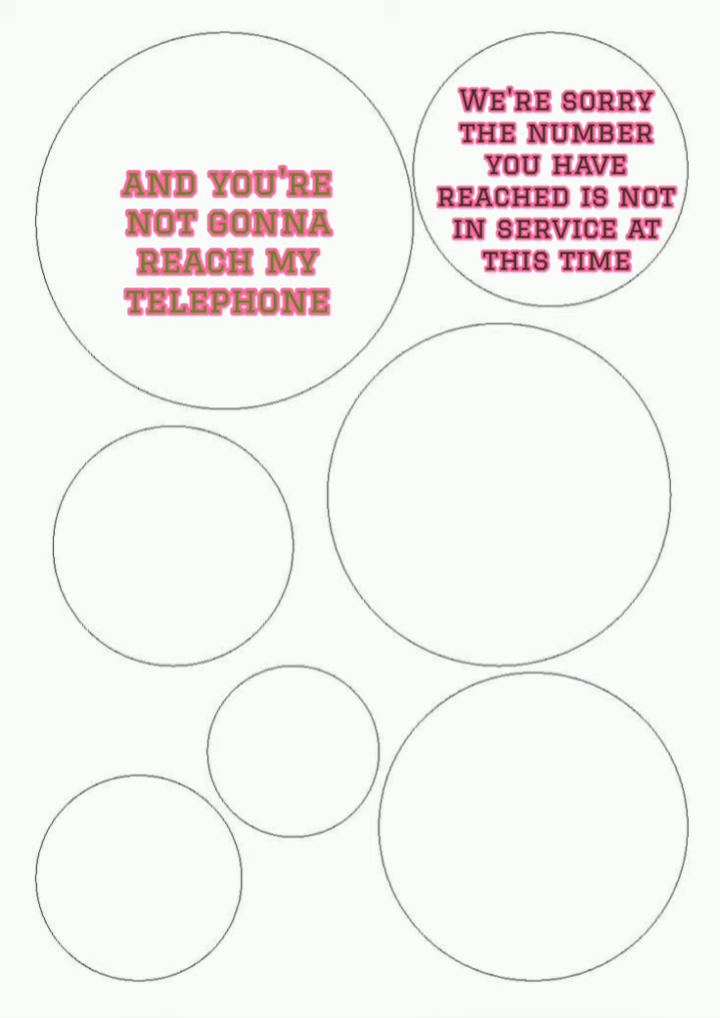 AND YOU'RE
NOT GONNA
REACH MY
TELEPHONE
WE'RE SORRY
THE NUMBER
YOU HAVE
REACHED IS NOT
IN SERVICE AT
THIS TIME